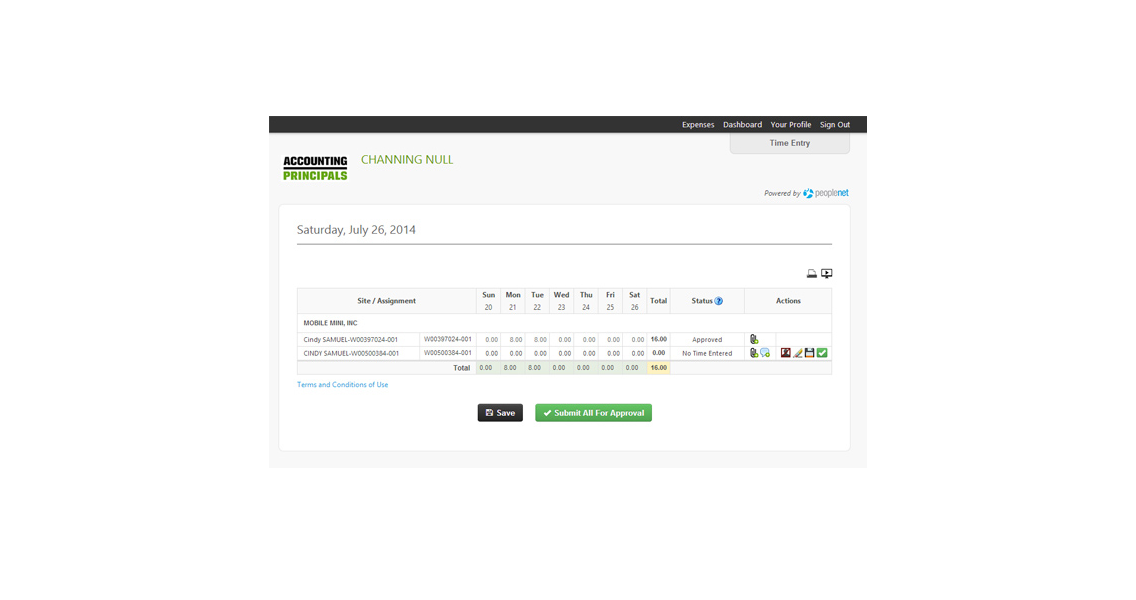 Expenses Dashboard Your Profile Sign Out
Time Entry
ACCOUNTING
PRINCIPALS
CHANNING NULL
Powered by peoplenet
Saturday, July 26, 2014
Site / Assignment Sun 20 Mon 21 Tue 22 Wed 23 Thu 24 Fri 25 Sat 26 Total Status ? Actions
MOBILE MINI, INC
Cindy SAMUEL-W00397024-001 W00397024-001 0.00 8.00 8.00 0.00 0.00 0.00 0.00 16.00 Approved
CINDY SAMUEL-W00500384-001 W00500384-001 0.00 0.00 0.00 0.00 0.00 0.00 0.00 0.00 No Time Entered
Total 0.00 8.00 8.00 0.00 0.00 0.00 0.00 16.00
Terms and Conditions of Use
Save Submit All For Approval